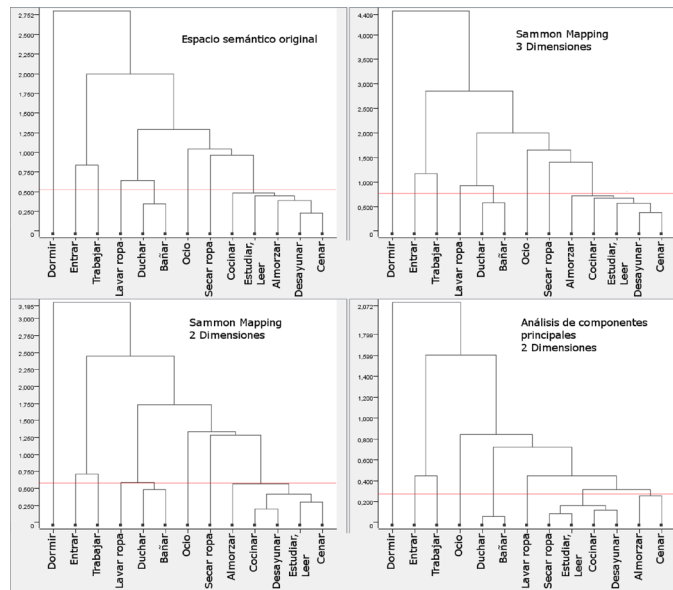 Espacio semántico original
2,752
2,500
2,250
2,000
1,750
1,500
1,250
1,000
0,750
0,500
0,250
0
Dormir
Entrar
Trabajar
Lavar ropa
Duchar
Bañar
Ocio
Secar ropa
Cocinar
Estudiar,
Leer
Almorzar
Desayunar
Cenar
Sammon Mapping
3 Dimensiones
4,409
4,000
3,500
3,000
2,500
2,000
1,500
1,000
0,500
0
Dormir
Entrar
Trabajar
Lavar ropa
Duchar
Bañar
Ocio
Secar ropa
Almorzar
Cocinar
Estudiar,
Leer
Desayunar
Cenar
Sammon Mapping
2 Dimensiones
3,000
2,750
2,500
2,250
2,000
1,750
1,500
1,250
1,000
0,750
0,500
0,250
0
Dormir
Entrar
Trabajar
Lavar ropa
Duchar
Bañar
Ocio
Secar ropa
Almorzar
Cocinar
Desayunar
Estudiar,
Leer
Cenar
Análisis de componentes
principales
2 Dimensiones
2,072
1,799
1,599
1,200
1,000
0,800
0,600
0,400
0,200
0
Dormir
Entrar
Trabajar
Ocio
Duchar
Bañar
Lavar ropa
Secar ropa
Estudiar,
Leer
Cocinar
Desayunar
Almorzar
Cenar